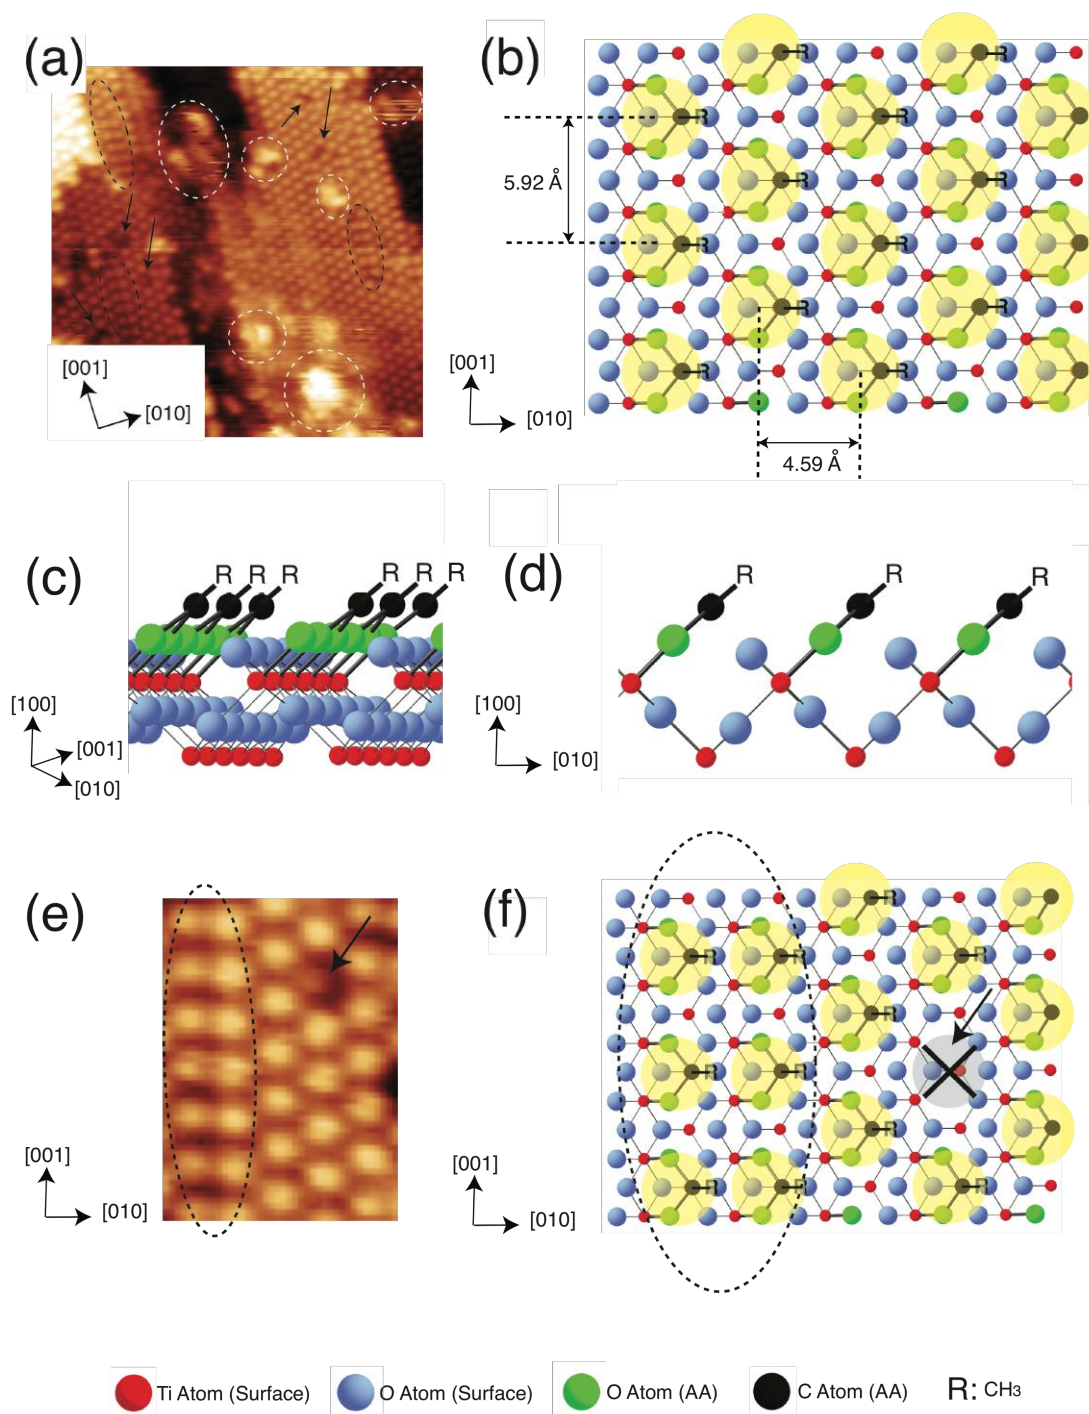 (a)
[001]
[010]
(b)
R R
R R
R R
5.92 Å
R R
R R
R R
[001]
[010]
4.59 Å
(c)
R R R R R R
[100]
[001]
[010]
(d)
R R R
[100]
[010]
(e)
[001]
[010]
(f)
R
R R R
R
R R
R
R R R
[001]
[010]
Ti Atom (Surface)
O Atom (Surface)
O Atom (AA)
C Atom (AA)
R: CH3